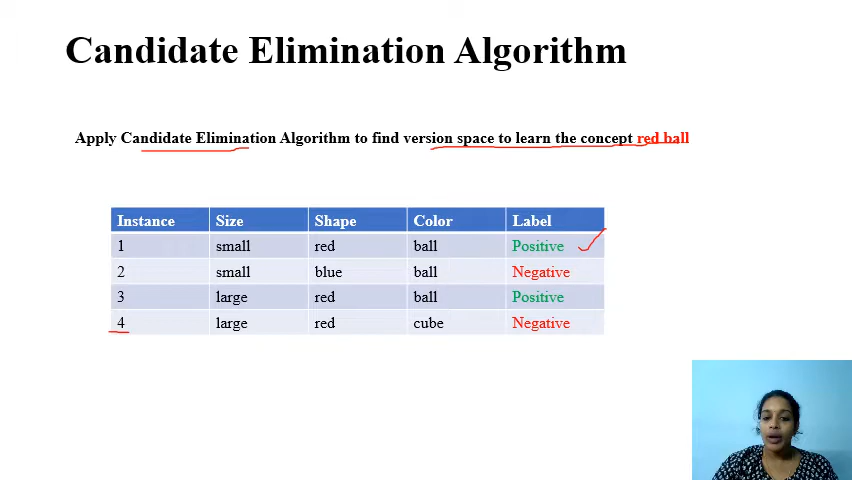 Candidate Elimination Algorithm
Apply Candidate Elimination Algorithm to find version space to learn the concept red ball
Instance Size Shape Color Label
1 small red ball Positive
2 small blue ball Negative
3 large red ball Positive
4 large red cube Negative